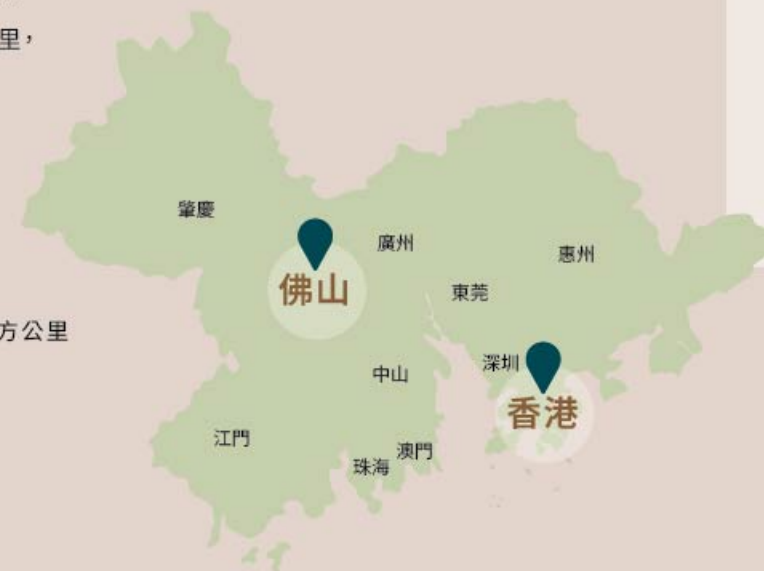 里，
肇慶
廣州
惠州
佛山
東莞
方公里
深圳
中山
香港
江門
澳門
珠海